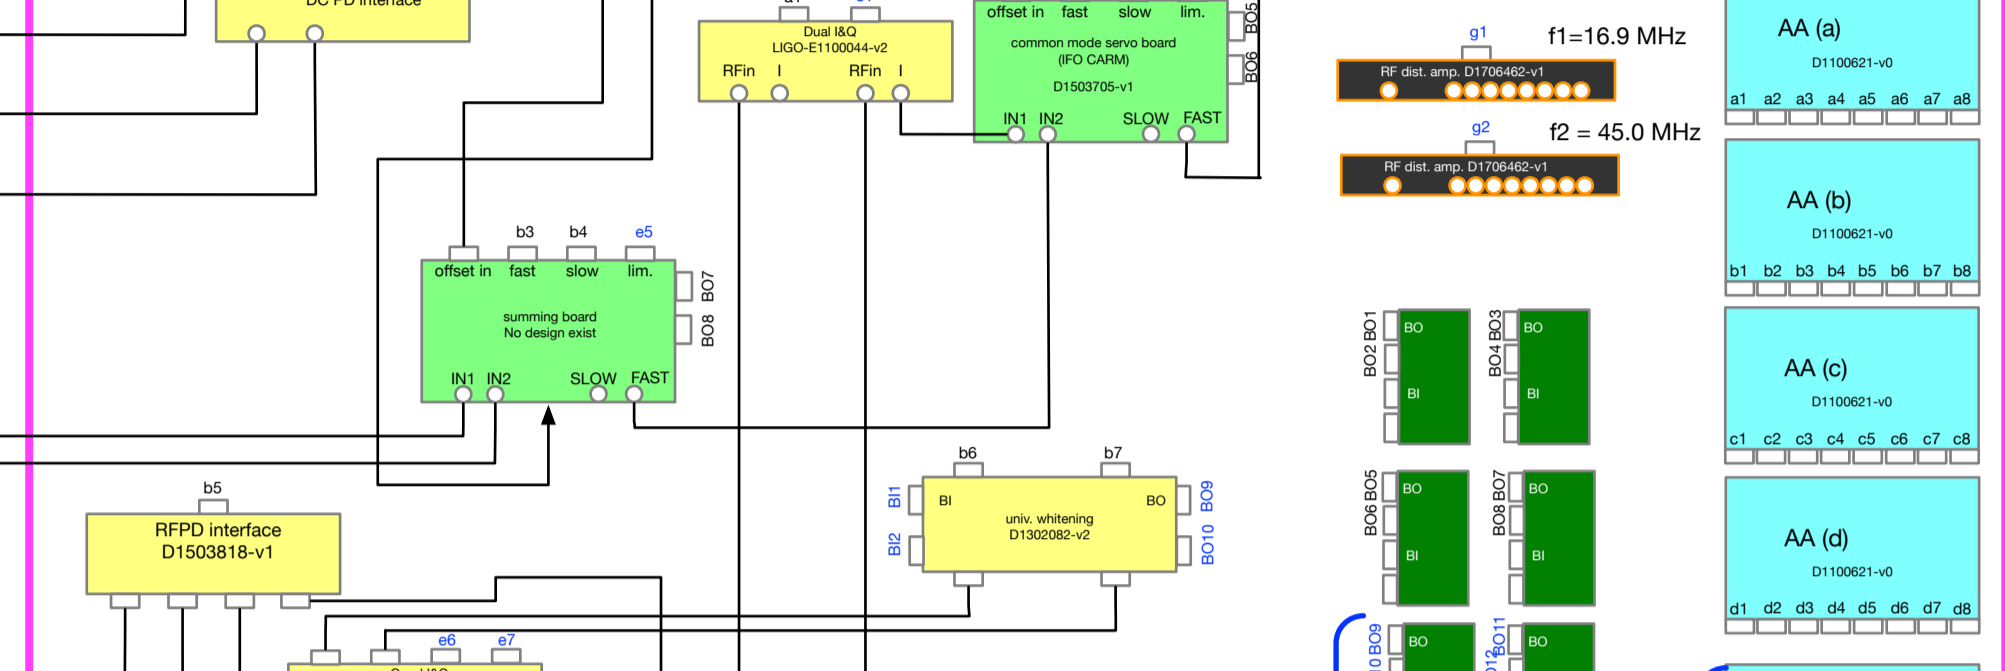 DC PD interface
Dual I&Q
LIGO-E1100044-v2
RFin I RFin I
offset in fast slow lim.
common mode servo board
(IFO CARM)
D1503705-v1
IN1 IN2 SLOW FAST
BO5
BO6
g1
f1=16.9 MHz
RF dist. amp. D1706462-v1
g2
f2 = 45.0 MHz
RF dist. amp. D1706462-v1
AA (a)
D1100621-v0
a1 a2 a3 a4 a5 a6 a7 a8
AA (b)
D1100621-v0
b1 b2 b3 b4 b5 b6 b7 b8
AA (c)
D1100621-v0
c1 c2 c3 c4 c5 c6 c7 c8
AA (d)
D1100621-v0
d1 d2 d3 d4 d5 d6 d7 d8
b3 b4 e5
offset in fast slow lim.
summing board
No design exist
IN1 IN2 SLOW FAST
BO7
BO8
b5
RFPD interface
D1503818-v1
b6 b7
BI1
BI2
BI BO
univ. whitening
D1302082-v2
BO9
BO10
e6 e7
BO1
BO2
BO
BI
BO3
BO4
BO
BI
BO5
BO6
BO
BI
BO7
BO8
BO
BI
BO9
BO
BO11
BO